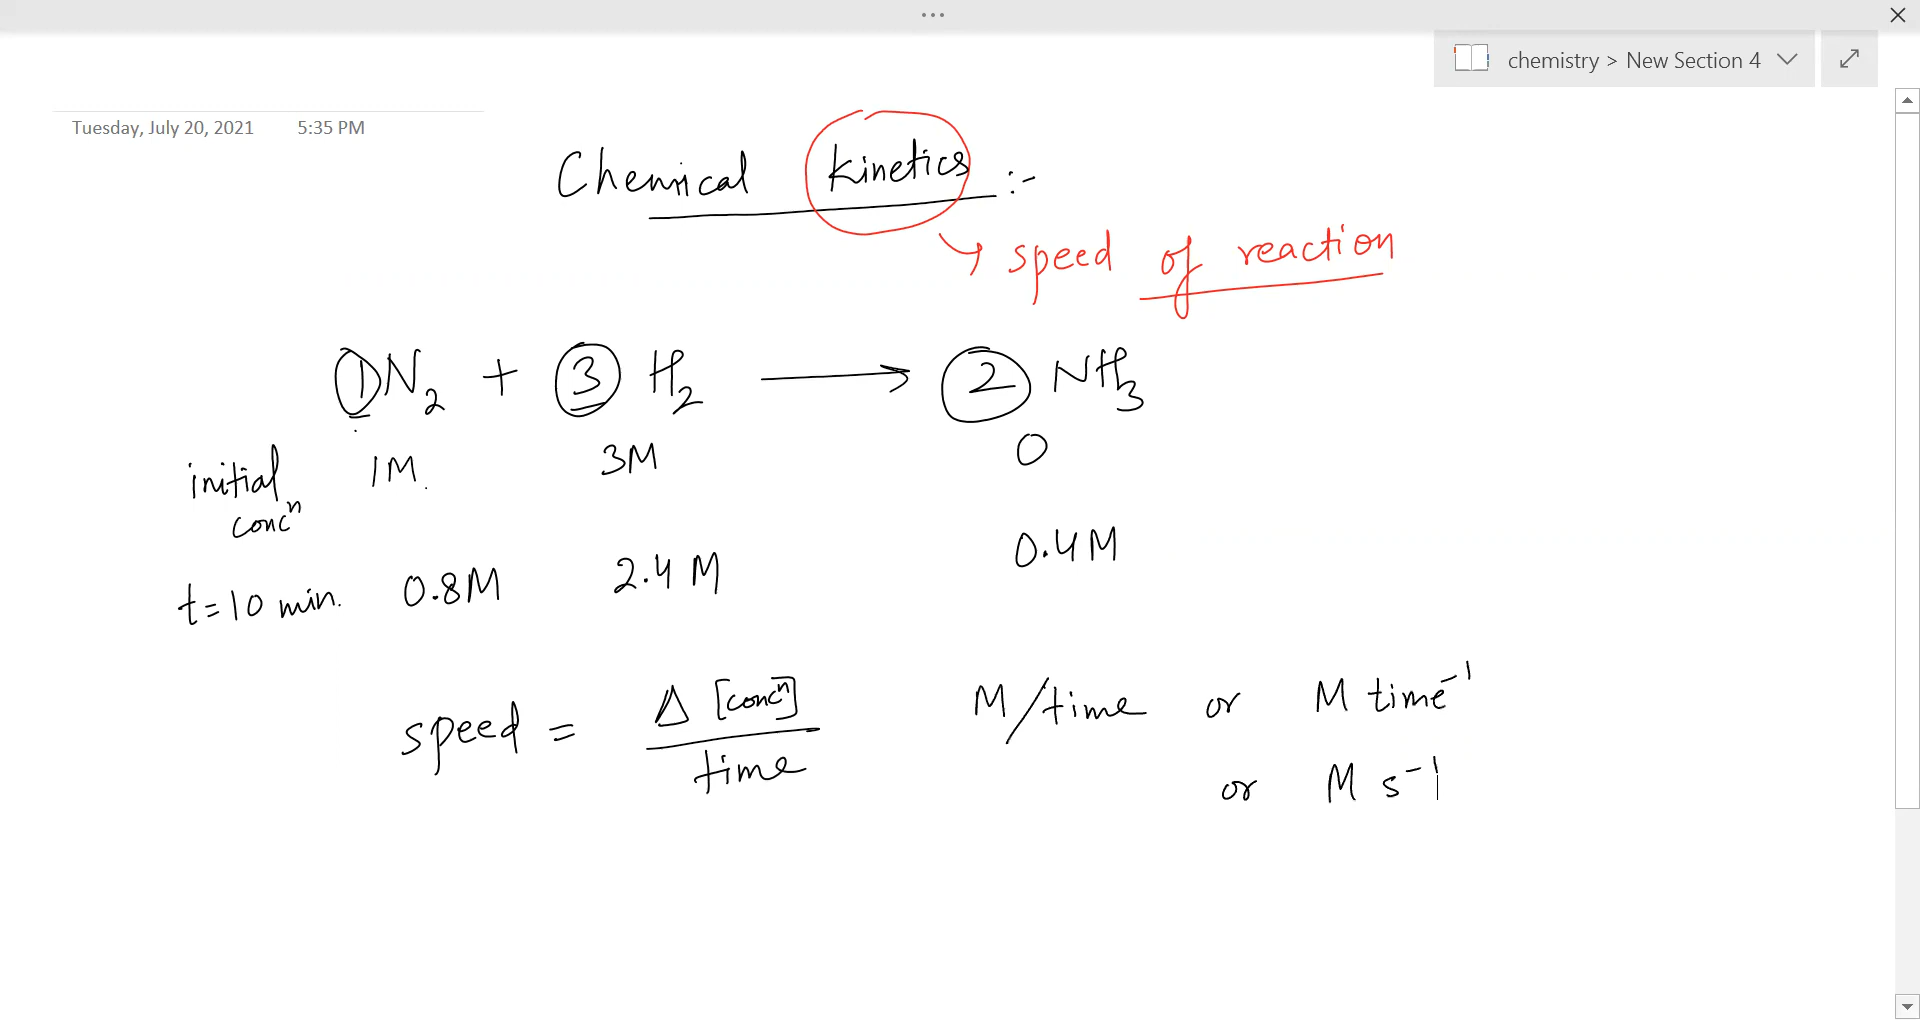 ...
chemistry > New Section 4
Tuesday, July 20, 2021 5:35 PM
Chemical Kinetics :-
→ speed of reaction
1 N₂ + 3 H₂ ⟶ 2 NH₃
initial concⁿ 1M. 3M 0
t=10 min. 0.8M 2.4 M 0.4M
speed = Δ [concⁿ] / time M/time or M time⁻¹
or M s⁻¹